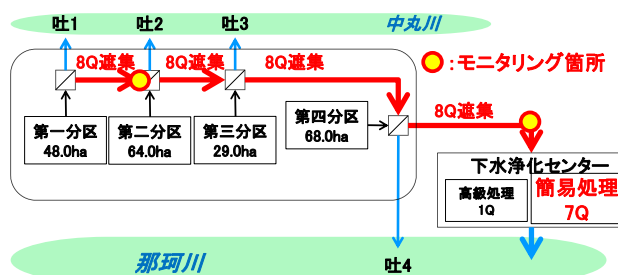 吐1
吐2
吐3
中丸川
8Q遮集
8Q遮集
8Q遮集
:モニタリング箇所
第一分区
48.0ha
第二分区
64.0ha
第三分区
29.0ha
第四分区
68.0ha
8Q遮集
下水浄化センター
高級処理
1Q
簡易処理
7Q
那珂川
吐4